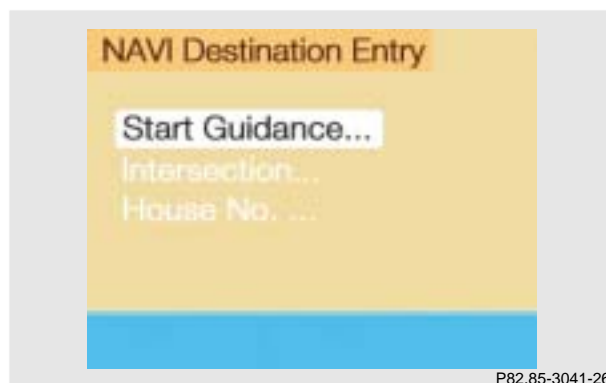 NAVI Destination Entry
Start Guidance...
Intersection...
House No. ...
P82.85-3041-26